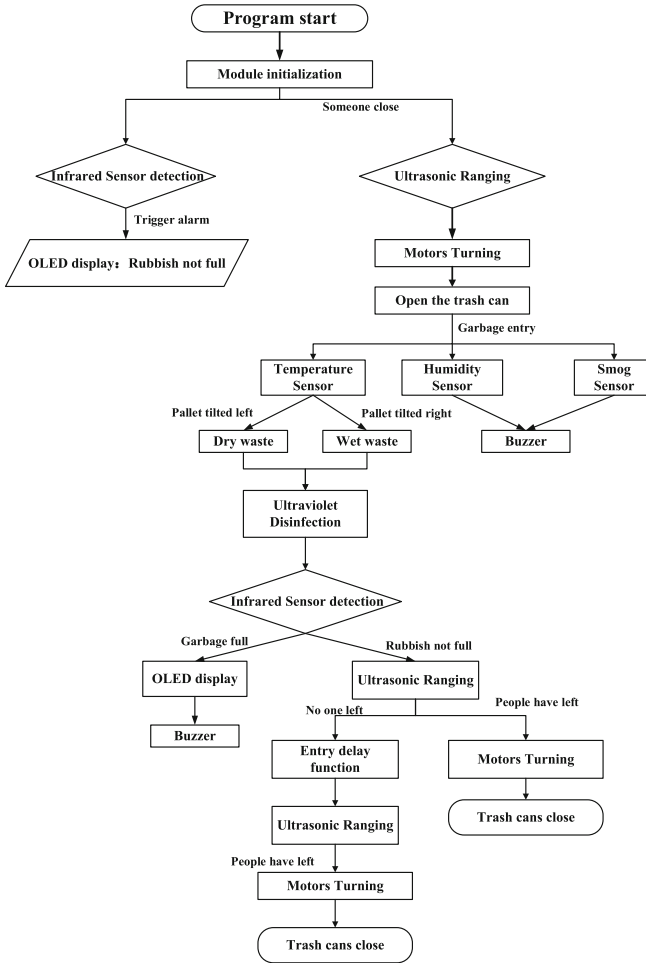 Program start
Module initialization
Someone close
Infrared Sensor detection
Ultrasonic Ranging
Trigger alarm
OLED display：Rubbish not full
Motors Turning
Open the trash can
Garbage entry
Temperature
Sensor
Humidity
Sensor
Smog
Sensor
Pallet tilted left
Pallet tilted right
Dry waste
Wet waste
Buzzer
Ultraviolet
Disinfection
Infrared Sensor detection
Garbage full
Rubbish not full
OLED display
Ultrasonic Ranging
Buzzer
No one left
People have left
Entry delay
function
Motors Turning
Ultrasonic Ranging
Trash cans close
People have left
Motors Turning
Trash cans close